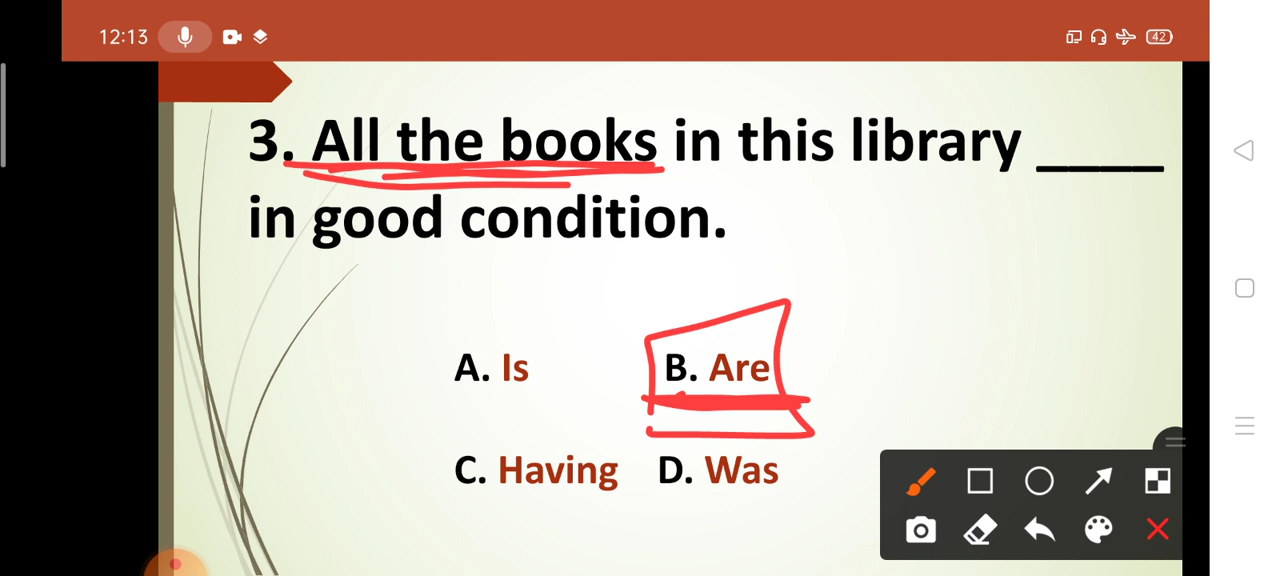 12:13 42
3. All the books in this library ____
in good condition.
A. Is B. Are
C. Having D. Was